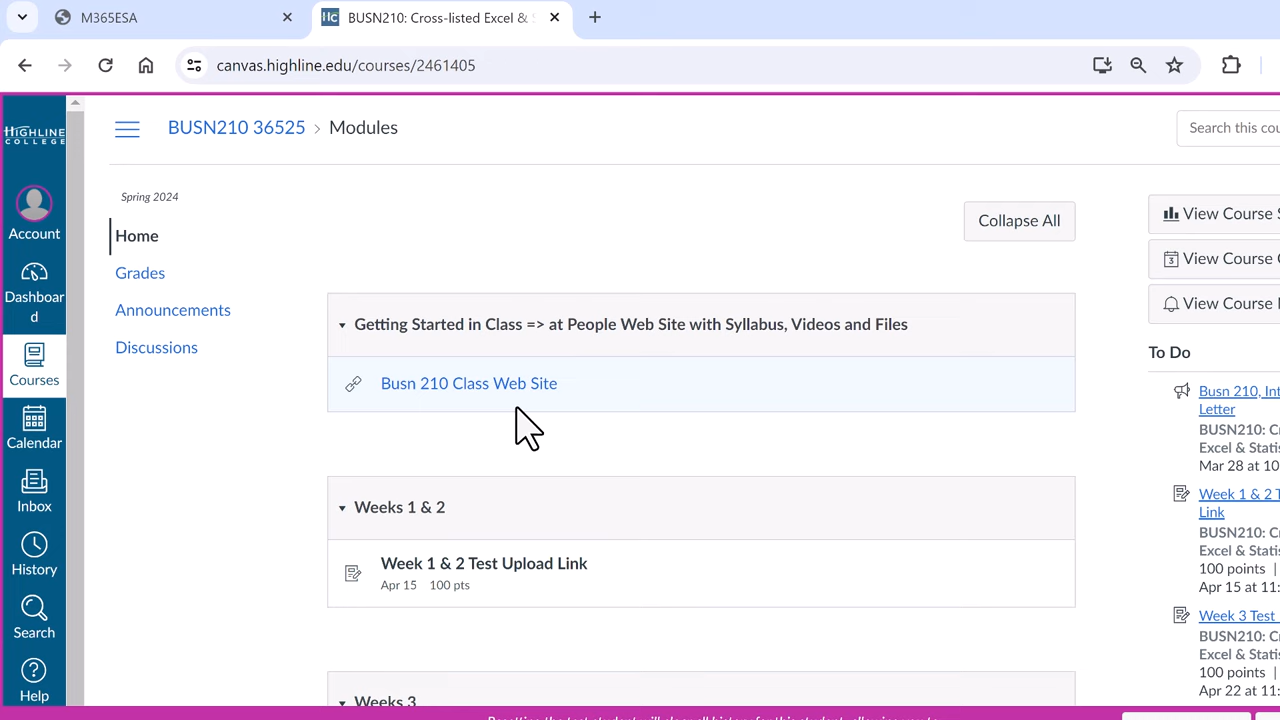 M365ESA
BUSN210: Cross-listed Excel &
canvas.highline.edu/courses/2461405
HIGHLINE
COLLEGE
BUSN210 36525 > Modules
Search this cou
Spring 2024
Account
Home
Collapse All
View Course S
Grades
View Course C
3
Dashboar
d
Announcements
View Course
Getting Started in Class => at People Web Site with Syllabus, Videos and Files
Discussions
To Do
Courses
Busn 210 Class Web Site
Busn 210, Int
Letter
BUSN210: Cr
Calendar
Excel & Statis
Mar 28 at 10
Inbox
Weeks 1 & 2
Week 1 & 2 T
Link
BUSN210: Cr
History
Week 1 & 2 Test Upload Link
Excel & Statis
Apr 15 100 pts
100 points |
Apr 15 at 11:
Search
Week 3 Test
BUSN210: Cr
Excel & Statis
100 points |
Help
Weeks 3
Apr 22 at 11: